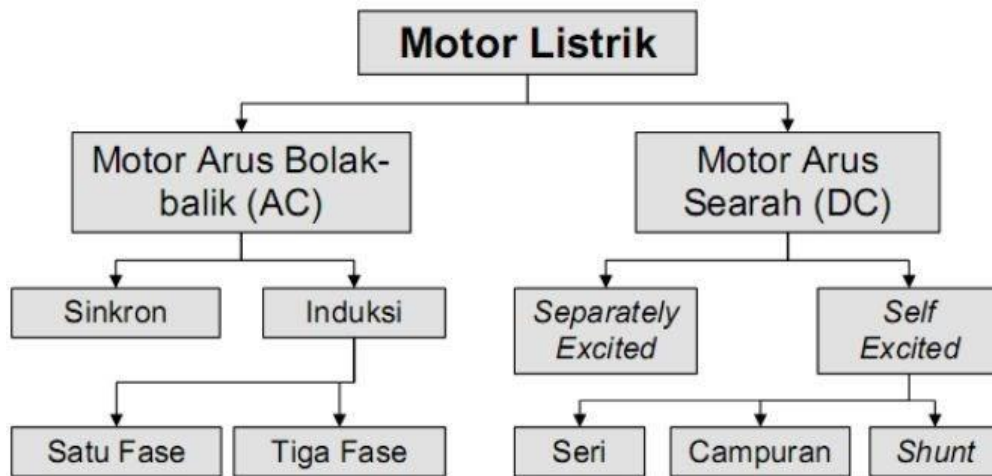 Motor Listrik
Motor Arus Bolak-
balik (AC)
Motor Arus
Searah (DC)
Sinkron
Induksi
Separately
Excited
Self
Excited
Satu Fase
Tiga Fase
Seri
Campuran
Shunt